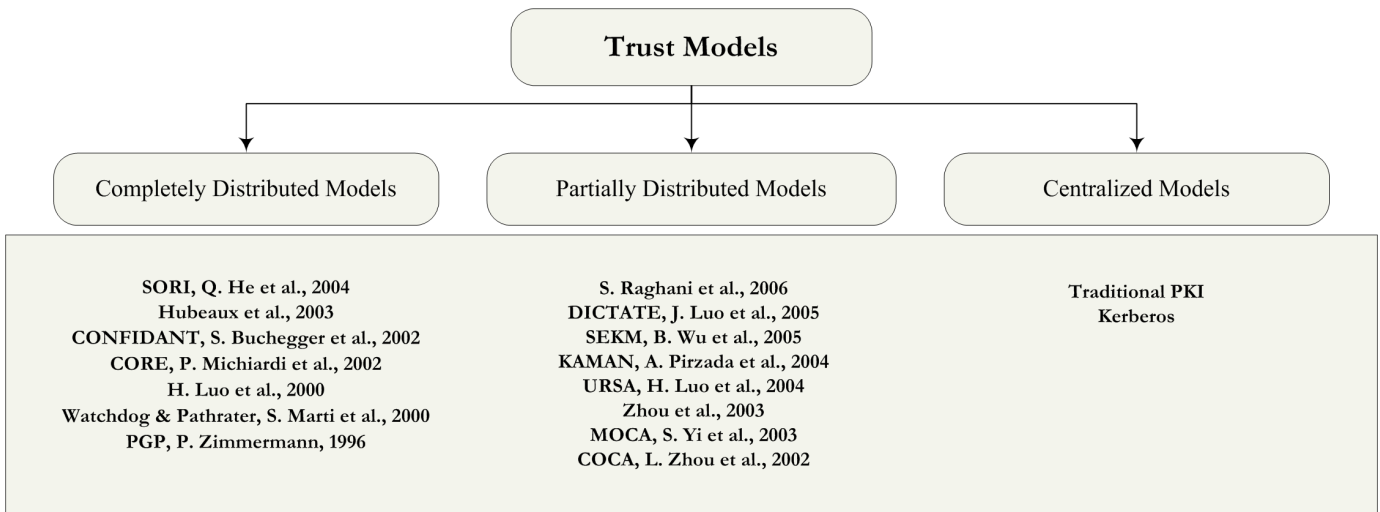 Trust Models
Completely Distributed Models
Partially Distributed Models
Centralized Models
SORI, Q. He et al., 2004
Hubeaux et al., 2003
CONFIDANT, S. Buchegger et al., 2002
CORE, P. Michiardi et al., 2002
H. Luo et al., 2000
Watchdog & Pathrater, S. Marti et al., 2000
PGP, P. Zimmermann, 1996
S. Raghani et al., 2006
DICTATE, J. Luo et al., 2005
SEKM, B. Wu et al., 2005
KAMAN, A. Pirzada et al., 2004
URSA, H. Luo et al., 2004
Zhou et al., 2003
MOCA, S. Yi et al., 2003
COCA, L. Zhou et al., 2002
Traditional PKI
Kerberos